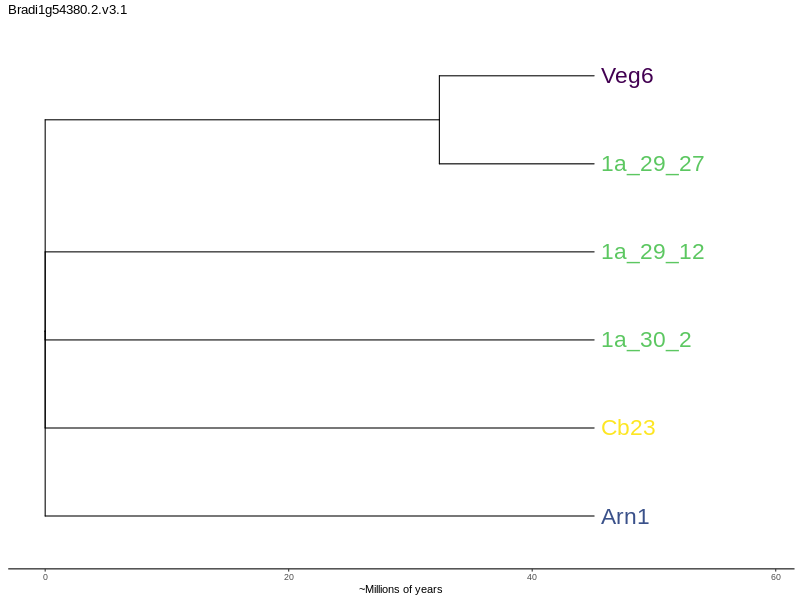 Bradi1g54380.2.v3.1
Veg6
1a_29_27
1a_29_12
1a_30_2
Cb23
Arn1
0 20 40 60
~Millions of years